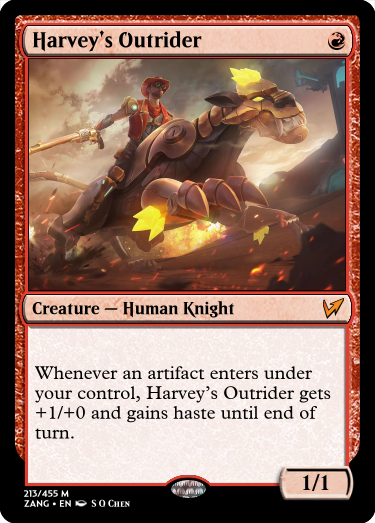 Harvey's Outrider
Creature — Human Knight
Whenever an artifact enters under
your control, Harvey's Outrider gets
+1/+0 and gains haste until end of
turn.
1/1
213/455 M
ZANG • EN S O Chen